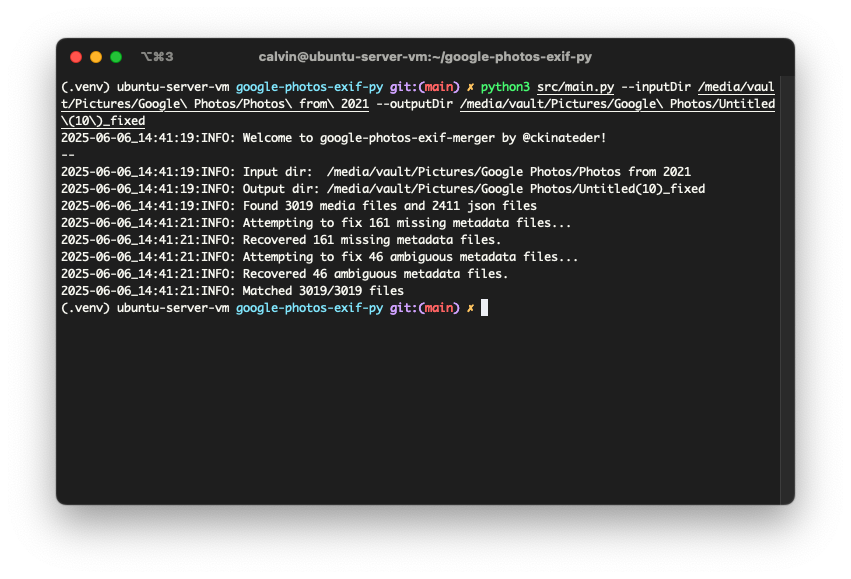 ⌥⌘3
calvin@ubuntu-server-vm:~/google-photos-exif-py
(.venv) ubuntu-server-vm google-photos-exif-py git:(main) ✗ python3 src/main.py --inputDir /media/vaul
t/Pictures/Google\ Photos/Photos\ from\ 2021 --outputDir /media/vault/Pictures/Google\ Photos/Untitled
\(10\)_fixed
2025-06-06_14:41:19:INFO: Welcome to google-photos-exif-merger by @ckinateder!
--
2025-06-06_14:41:19:INFO: Input dir:  /media/vault/Pictures/Google Photos/Photos from 2021
2025-06-06_14:41:19:INFO: Output dir: /media/vault/Pictures/Google Photos/Untitled(10)_fixed
2025-06-06_14:41:19:INFO: Found 3019 media files and 2411 json files
2025-06-06_14:41:21:INFO: Attempting to fix 161 missing metadata files...
2025-06-06_14:41:21:INFO: Recovered 161 missing metadata files.
2025-06-06_14:41:21:INFO: Attempting to fix 46 ambiguous metadata files...
2025-06-06_14:41:21:INFO: Recovered 46 ambiguous metadata files.
2025-06-06_14:41:21:INFO: Matched 3019/3019 files
(.venv) ubuntu-server-vm google-photos-exif-py git:(main) ✗